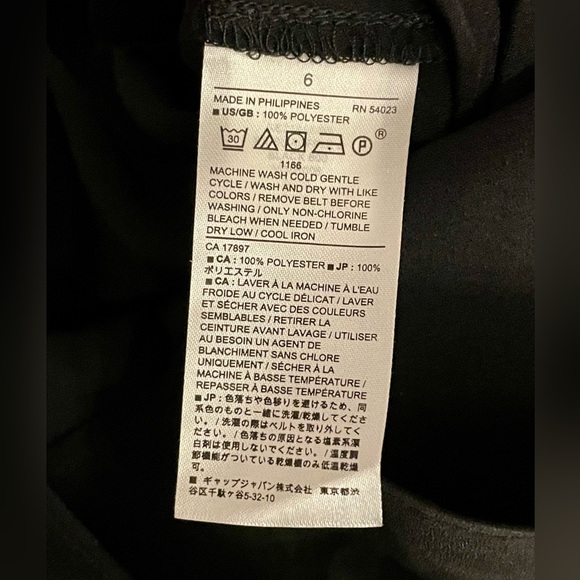 6
MADE IN PHILIPPINES RN 54023
■ US/GB : 100% POLYESTER
30 P ®
1166
MACHINE WASH COLD GENTLE
CYCLE / WASH AND DRY WITH LIKE
COLORS / REMOVE BELT BEFORE
WASHING / ONLY NON-CHLORINE
BLEACH WHEN NEEDED / TUMBLE
DRY LOW / COOL IRON
CA 17897
■ CA : 100% POLYESTER ■ JP : 100%
ポリエステル
■ CA : LAVER À LA MACHINE À L'EAU
FROIDE AU CYCLE DÉLICAT / LAVER
ET SÉCHER AVEC DES COULEURS
SEMBLABLES / RETIRER LA
CEINTURE AVANT LAVAGE / UTILISER
AU BESOIN UN AGENT DE
BLANCHIMENT SANS CHLORE
UNIQUEMENT / SÉCHER À LA
MACHINE À BASSE TEMPÉRATURE /
REPASSER À BASSE TEMPÉRATURE
■ JP : 色落ちや色移りを避けるため、同
系色のものと一緒に洗濯/乾燥してくださ
い。/ 洗濯の際はベルトを取り外してく
ださい。/ 色落ちの原因となる塩素系漂
白剤は使用しないでください。/ 温度調
節機能がついている乾燥機のみ低温乾燥
可。
■ ギャップジャパン株式会社 東京都渋
谷区千駄ヶ谷5-32-10